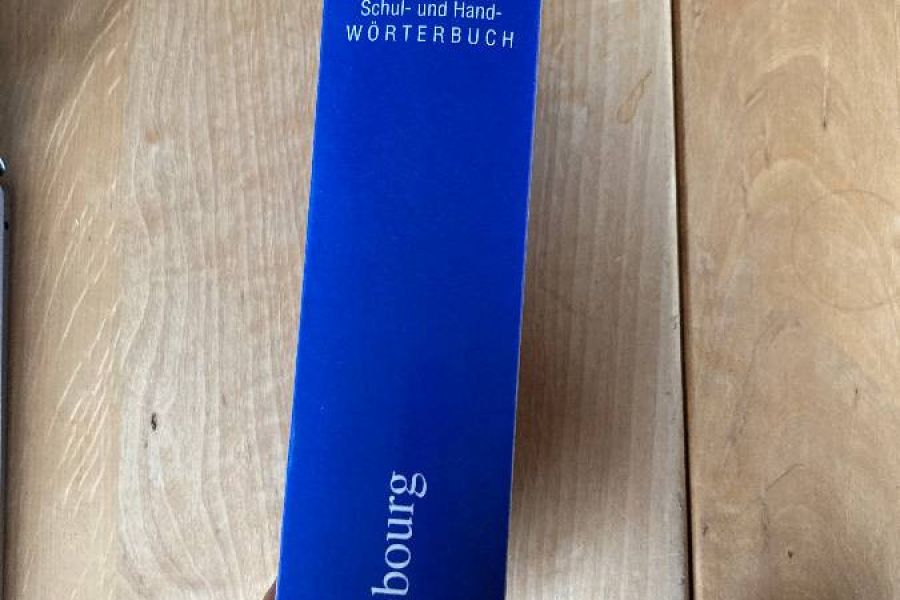 Schul- und Hand-
WÖRTERBUCH
bourg